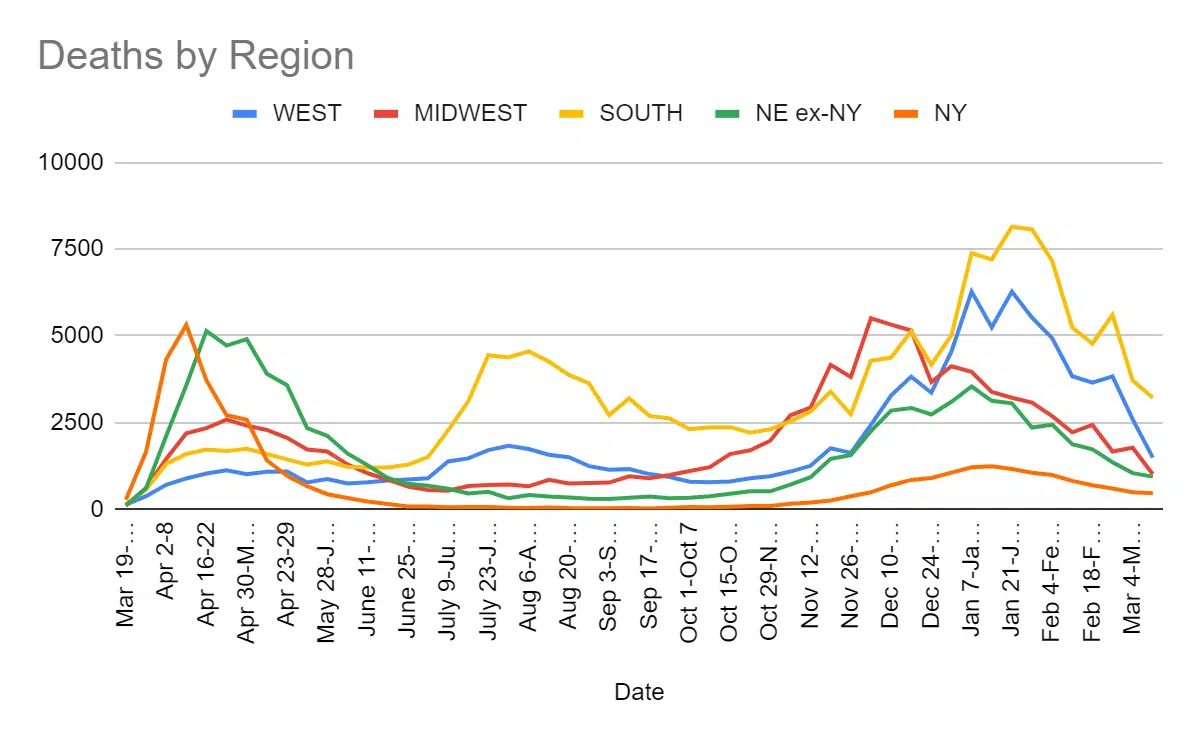 Deaths by Region
WEST MIDWEST SOUTH NE ex-NY NY
10000
7500
5000
2500
0
Mar 19-…
Apr 2-8
Apr 16-22
Apr 30-M…
Apr 23-29
May 28-J…
June 11-…
June 25-…
July 9-Ju…
July 23-J…
Aug 6-A…
Aug 20-…
Sep 3-S…
Sep 17-…
Oct 1-Oct 7
Oct 15-O…
Oct 29-N…
Nov 12-…
Nov 26-…
Dec 10-…
Dec 24-…
Jan 7-Ja…
Jan 21-J…
Feb 4-Fe…
Feb 18-F…
Mar 4-M…
Date